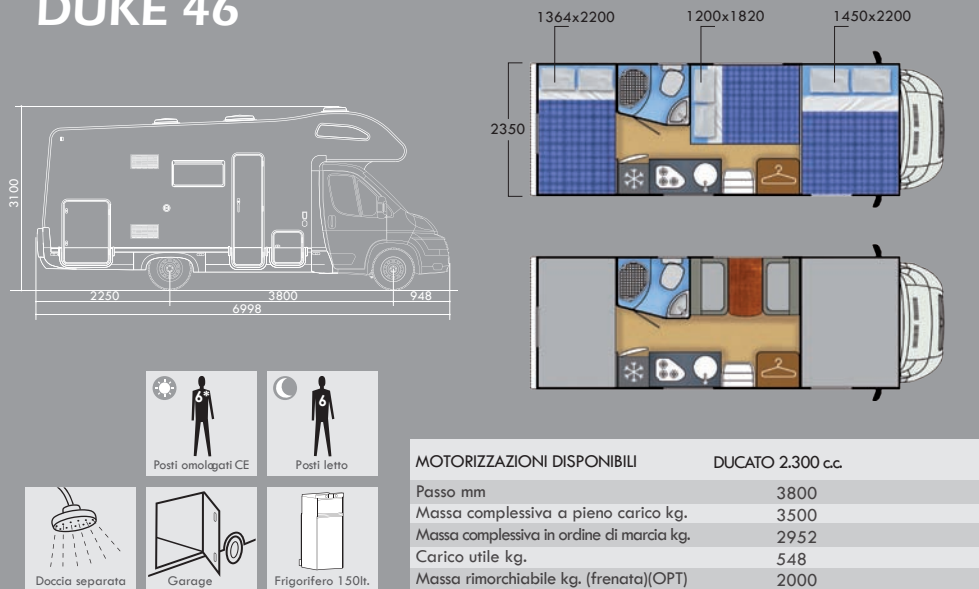 DUKE 46
1364x2200
1200x1820
1450x2200
2350
3100
2250
3800
948
6998
6*
Posti omologati CE
6
Posti letto
Doccia separata
Garage
Frigorifero 150lt.
MOTORIZZAZIONI DISPONIBILI DUCATO 2.300 c.c.
Passo mm 3800
Massa complessiva a pieno carico kg. 3500
Massa complessiva in ordine di marcia kg. 2952
Carico utile kg. 548
Massa rimorchiabile kg. (frenata)(OPT) 2000